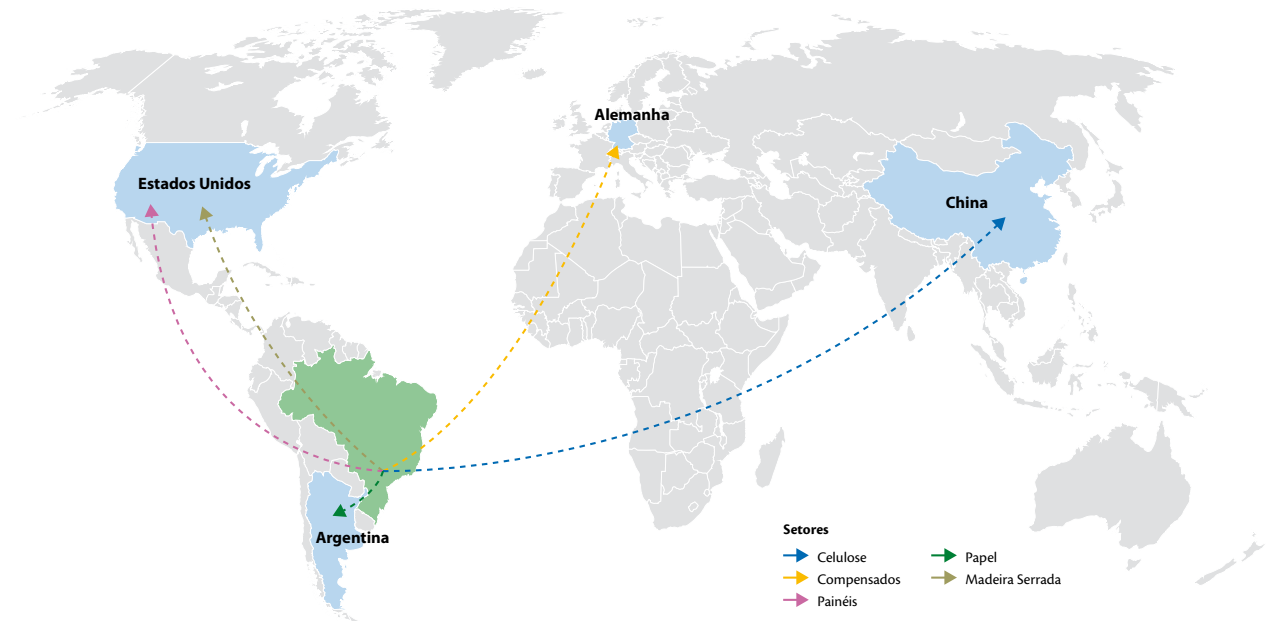 Alemanha
Estados Unidos
China
Argentina
Setores
Celulose
Papel
Compensados
Madeira Serrada
Painéis